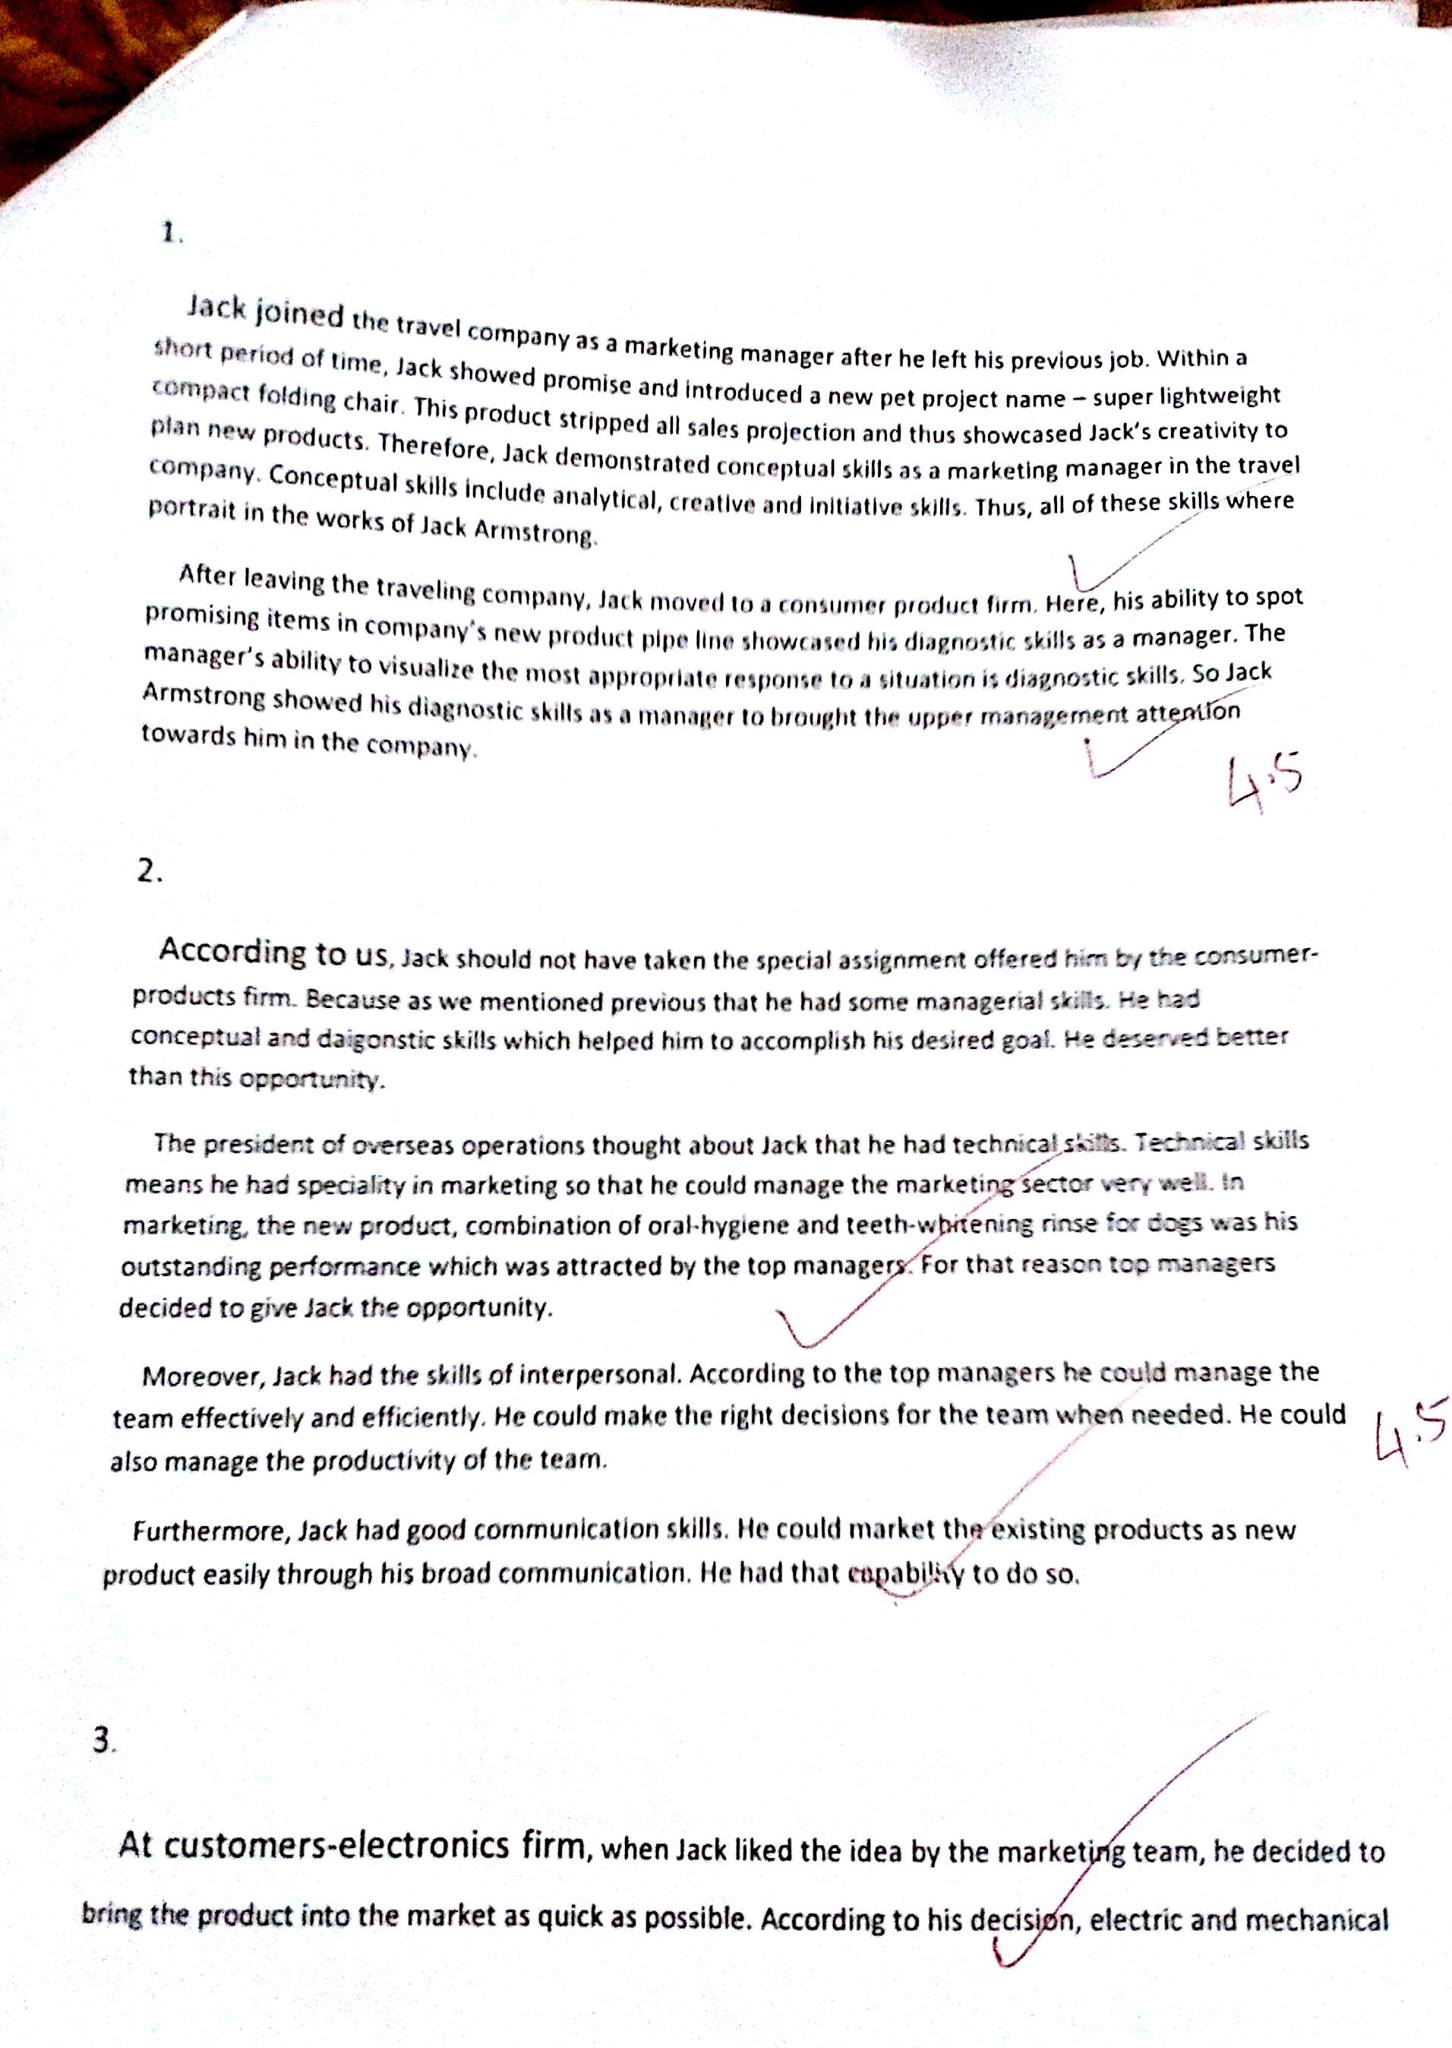 1.
Jack joined the travel company as a marketing manager after he left his previous job. Within a
short period of time, Jack showed promise and introduced a new pet project name – super lightweight
compact folding chair. This product stripped all sales projection and thus showcased Jack's creativity to
plan new products. Therefore, Jack demonstrated conceptual skills as a marketing manager in the travel
company. Conceptual skills include analytical, creative and initiative skills. Thus, all of these skills where
portrait in the works of Jack Armstrong.
After leaving the traveling company, Jack moved to a consumer product firm. Here, his ability to spot
promising items in company's new product pipe line showcased his diagnostic skills as a manager. The
manager's ability to visualize the most appropriate response to a situation is diagnostic skills. So Jack
Armstrong showed his diagnostic skills as a manager to brought the upper management attention
towards him in the company.
4.5
2.
According to us, Jack should not have taken the special assignment offered him by the consumer-
products firm. Because as we mentioned previous that he had some managerial skills. He had
conceptual and daigonstic skills which helped him to accomplish his desired goal. He deserved better
than this opportunity.
The president of overseas operations thought about Jack that he had technical skills. Technical skills
means he had speciality in marketing so that he could manage the marketing sector very well. In
marketing, the new product, combination of oral-hygiene and teeth-whitening rinse for dogs was his
outstanding performance which was attracted by the top managers. For that reason top managers
decided to give Jack the opportunity.
Moreover, Jack had the skills of interpersonal. According to the top managers he could manage the
team effectively and efficiently. He could make the right decisions for the team when needed. He could
also manage the productivity of the team.
4.5
Furthermore, Jack had good communication skills. He could market the existing products as new
product easily through his broad communication. He had that capability to do so.
3.
At customers-electronics firm, when Jack liked the idea by the marketing team, he decided to
bring the product into the market as quick as possible. According to his decision, electric and mechanical